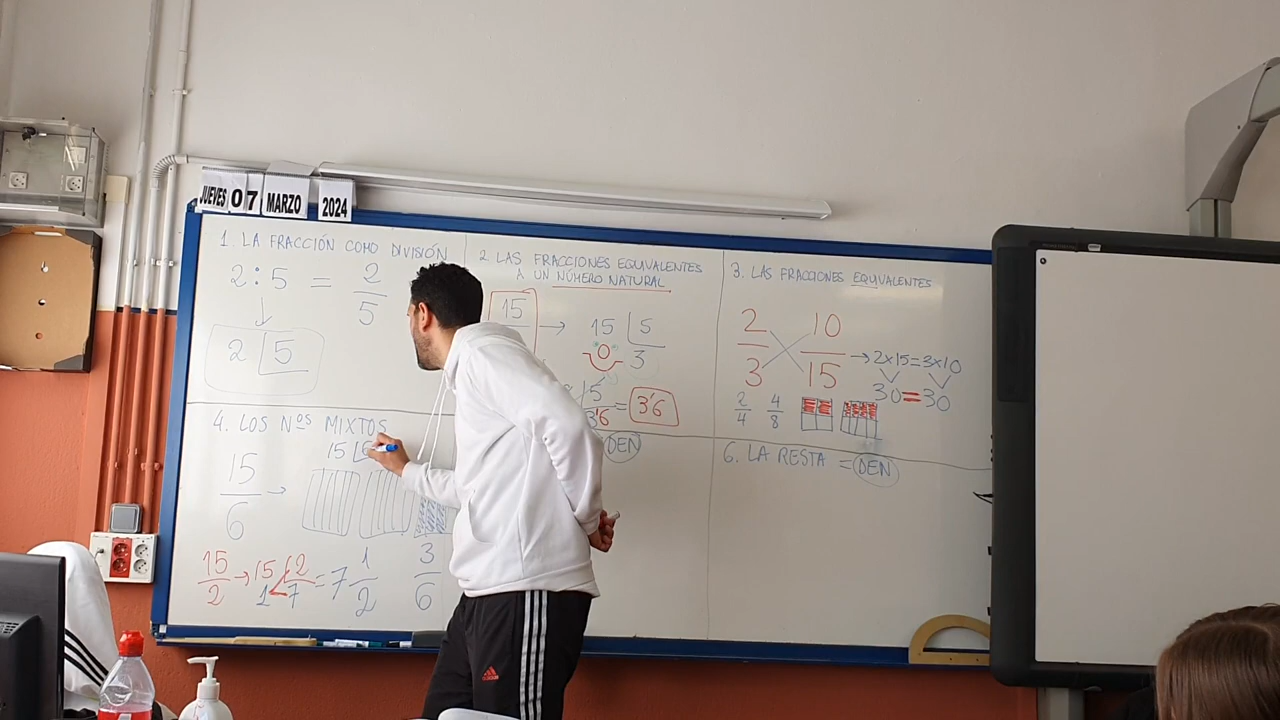 JUEVES 07 MARZO 2024
1. LA FRACCIÓN COMO DIVISIÓN
2 : 5 = 2/5
2 5
2 LAS FRACCIONES EQUIVALENTES
A UN NÚMERO NATURAL
15 → 15 5
0 3
15
3'6 = 3'6
3. LAS FRACCIONES EQUIVALENTES
2/3 10/15 → 2x15=3x10
30=30
2/4 4/8
4. LOS NºS MIXTOS
15
15/6 →
15/2 → 15 2
1 7 = 7 1/2
3/6
DEN
6. LA RESTA = DEN